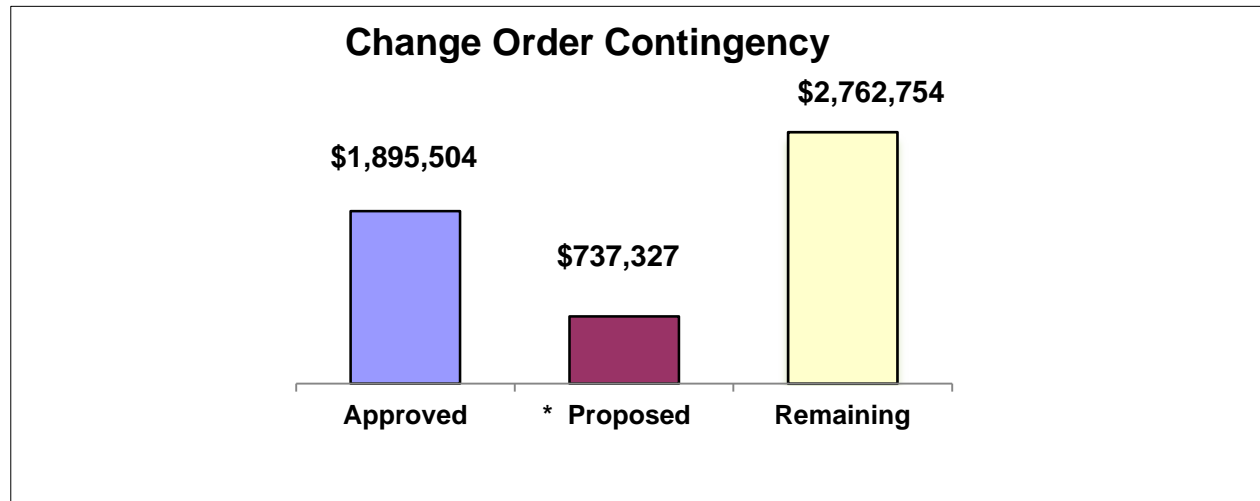 Change Order Contingency
$2,762,754
$1,895,504
$737,327
Approved * Proposed Remaining